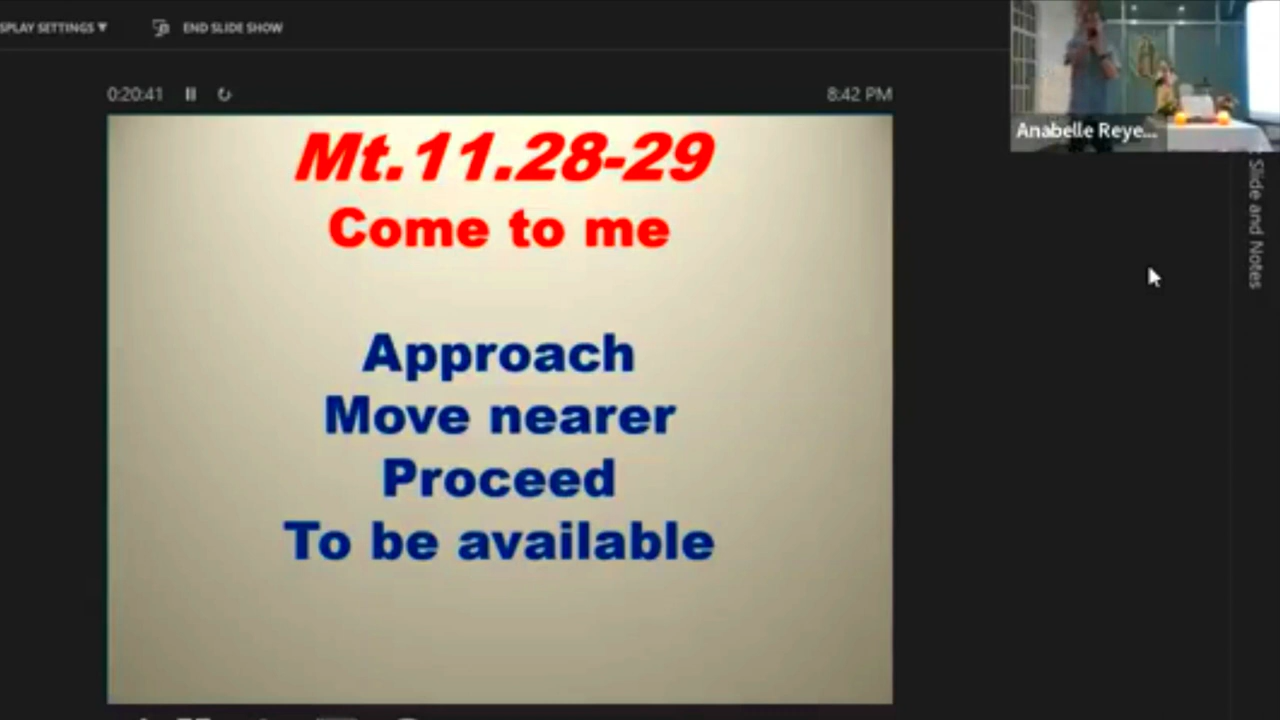 SPLAY SETTINGS ▼ END SLIDE SHOW
0:20:41 8:42 PM
Mt.11.28-29
Come to me
Approach
Move nearer
Proceed
To be available
Anabelle Reye...
Slide and Notes